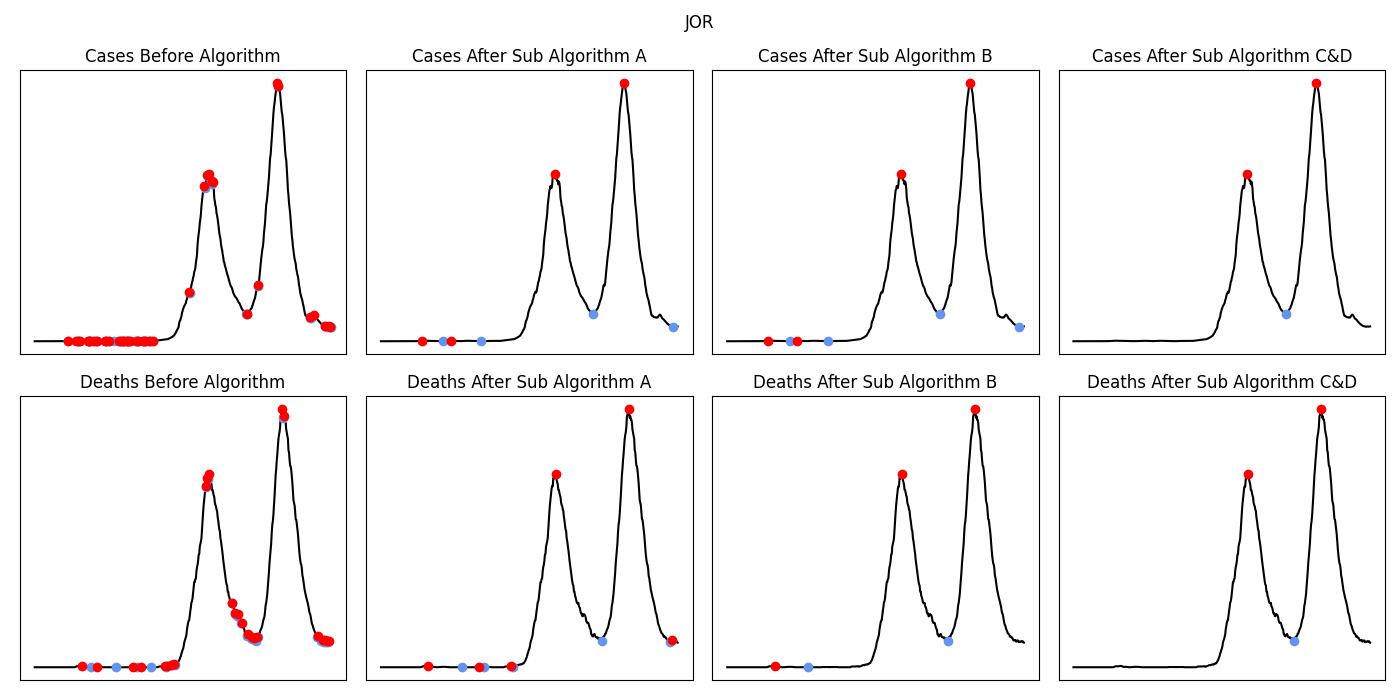 JOR
Cases Before Algorithm
Cases After Sub Algorithm A
Cases After Sub Algorithm B
Cases After Sub Algorithm C&D
Deaths Before Algorithm
Deaths After Sub Algorithm A
Deaths After Sub Algorithm B
Deaths After Sub Algorithm C&D